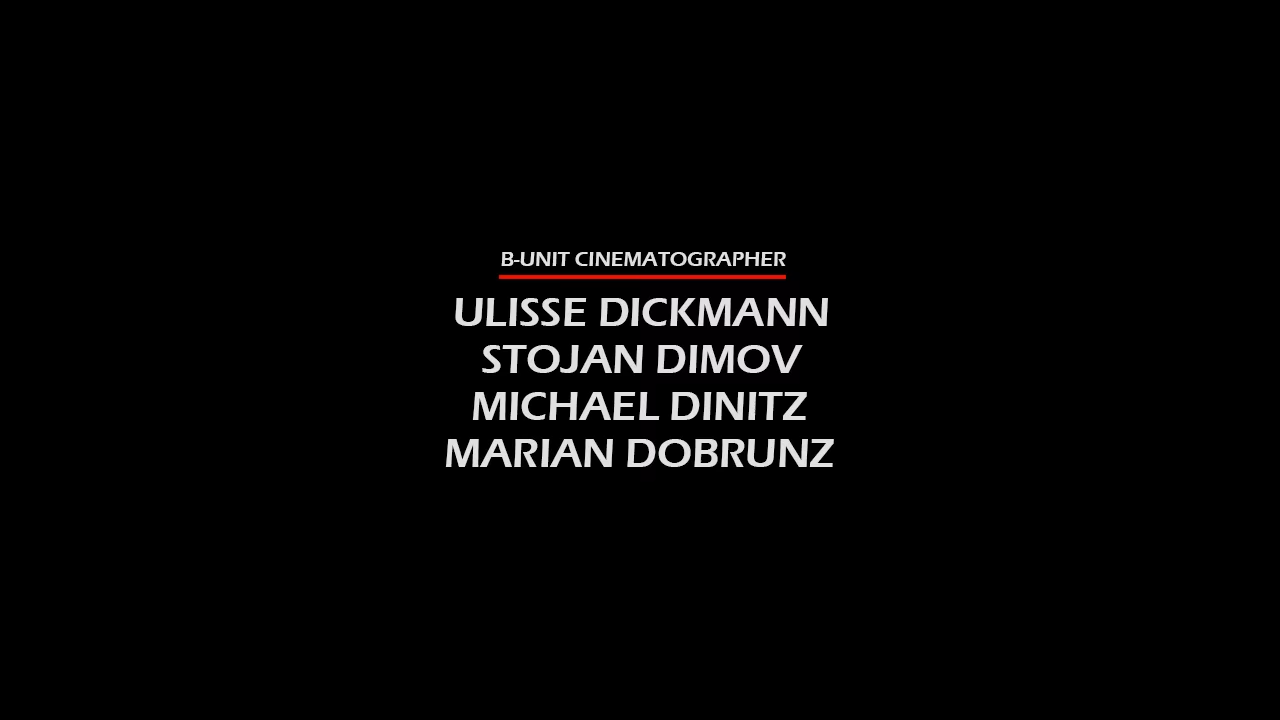 B-UNIT CINEMATOGRAPHER
ULISSE DICKMANN
STOJAN DIMOV
MICHAEL DINITZ
MARIAN DOBRUNZ